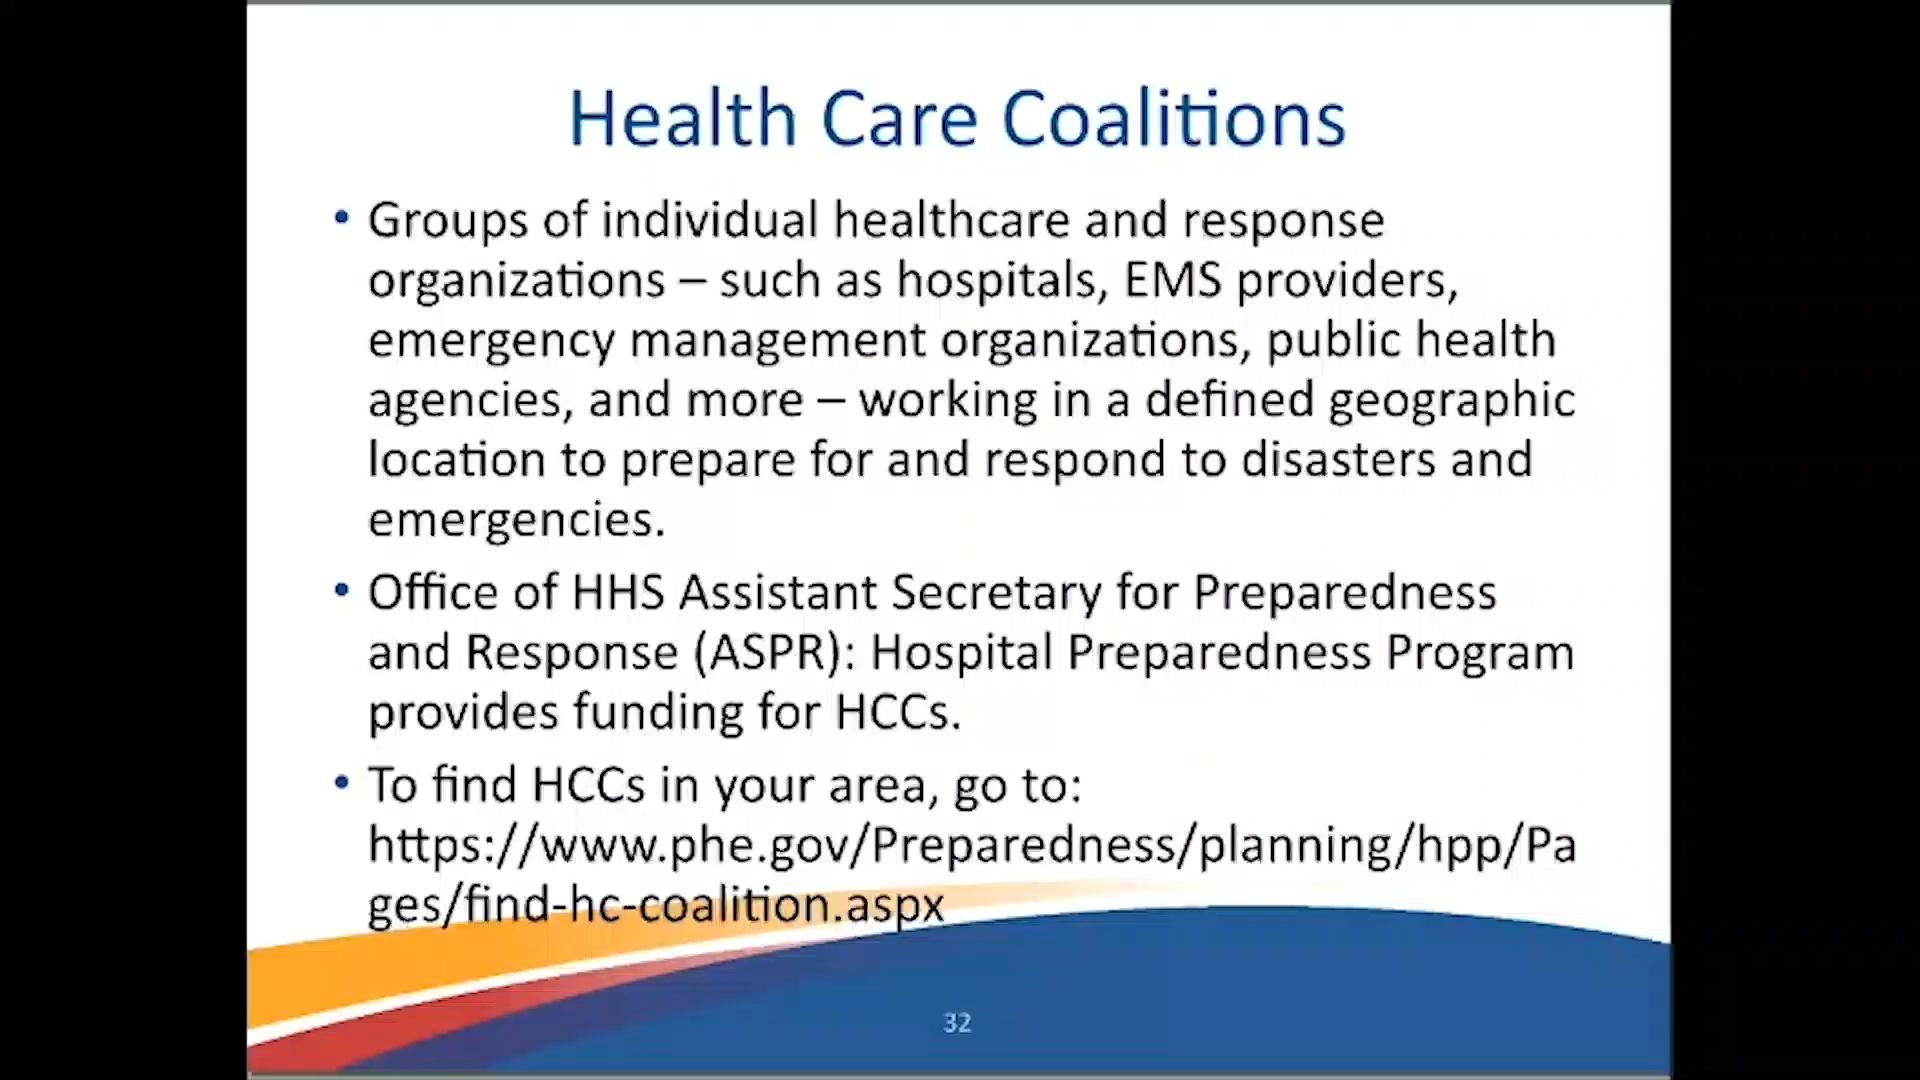 Health Care Coalitions
• Groups of individual healthcare and response
organizations – such as hospitals, EMS providers,
emergency management organizations, public health
agencies, and more – working in a defined geographic
location to prepare for and respond to disasters and
emergencies.
• Office of HHS Assistant Secretary for Preparedness
and Response (ASPR): Hospital Preparedness Program
provides funding for HCCs.
• To find HCCs in your area, go to:
https://www.phe.gov/Preparedness/planning/hpp/Pa
ges/find-hc-coalition.aspx
32